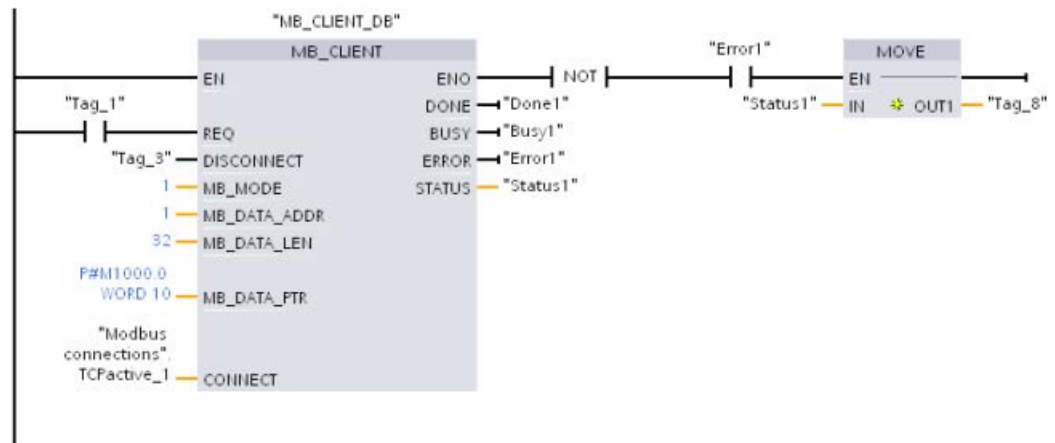 "MB_CLIENT_DB"
MB_CLIENT
"Error1"
MOVE
EN
ENO
NOT
EN
"Tag_1"
DONE
"Done1"
"Status1"
IN
OUT1
"Tag_8"
REQ
BUSY
"Busy1"
"Tag_3"
DISCONNECT
ERROR
"Error1"
1
MB_MODE
STATUS
"Status1"
1
MB_DATA_ADDR
32
MB_DATA_LEN
P#M1000.0
WORD 10
MB_DATA_PTR
"Modbus
connections".
TCPactive_1
CONNECT